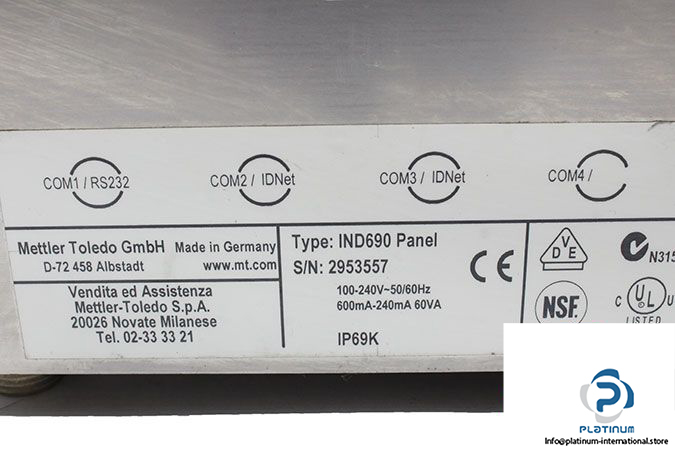 COM1 / RS232
COM2 / IDNet
COM3 / IDNet
COM4 /
Mettler Toledo GmbH Made in Germany
D-72 458 Albstadt www.mt.com
Vendita ed Assistenza
Mettler-Toledo S.p.A.
20026 Novate Milanese
Tel. 02-33 33 21
Type: IND690 Panel
S/N: 2953557
100-240V~50/60Hz
600mA-240mA 60VA
IP69K
CE
VDE
N315
NSF.
C UL U
LISTED
PLATINUM
Info@platinum-international.store